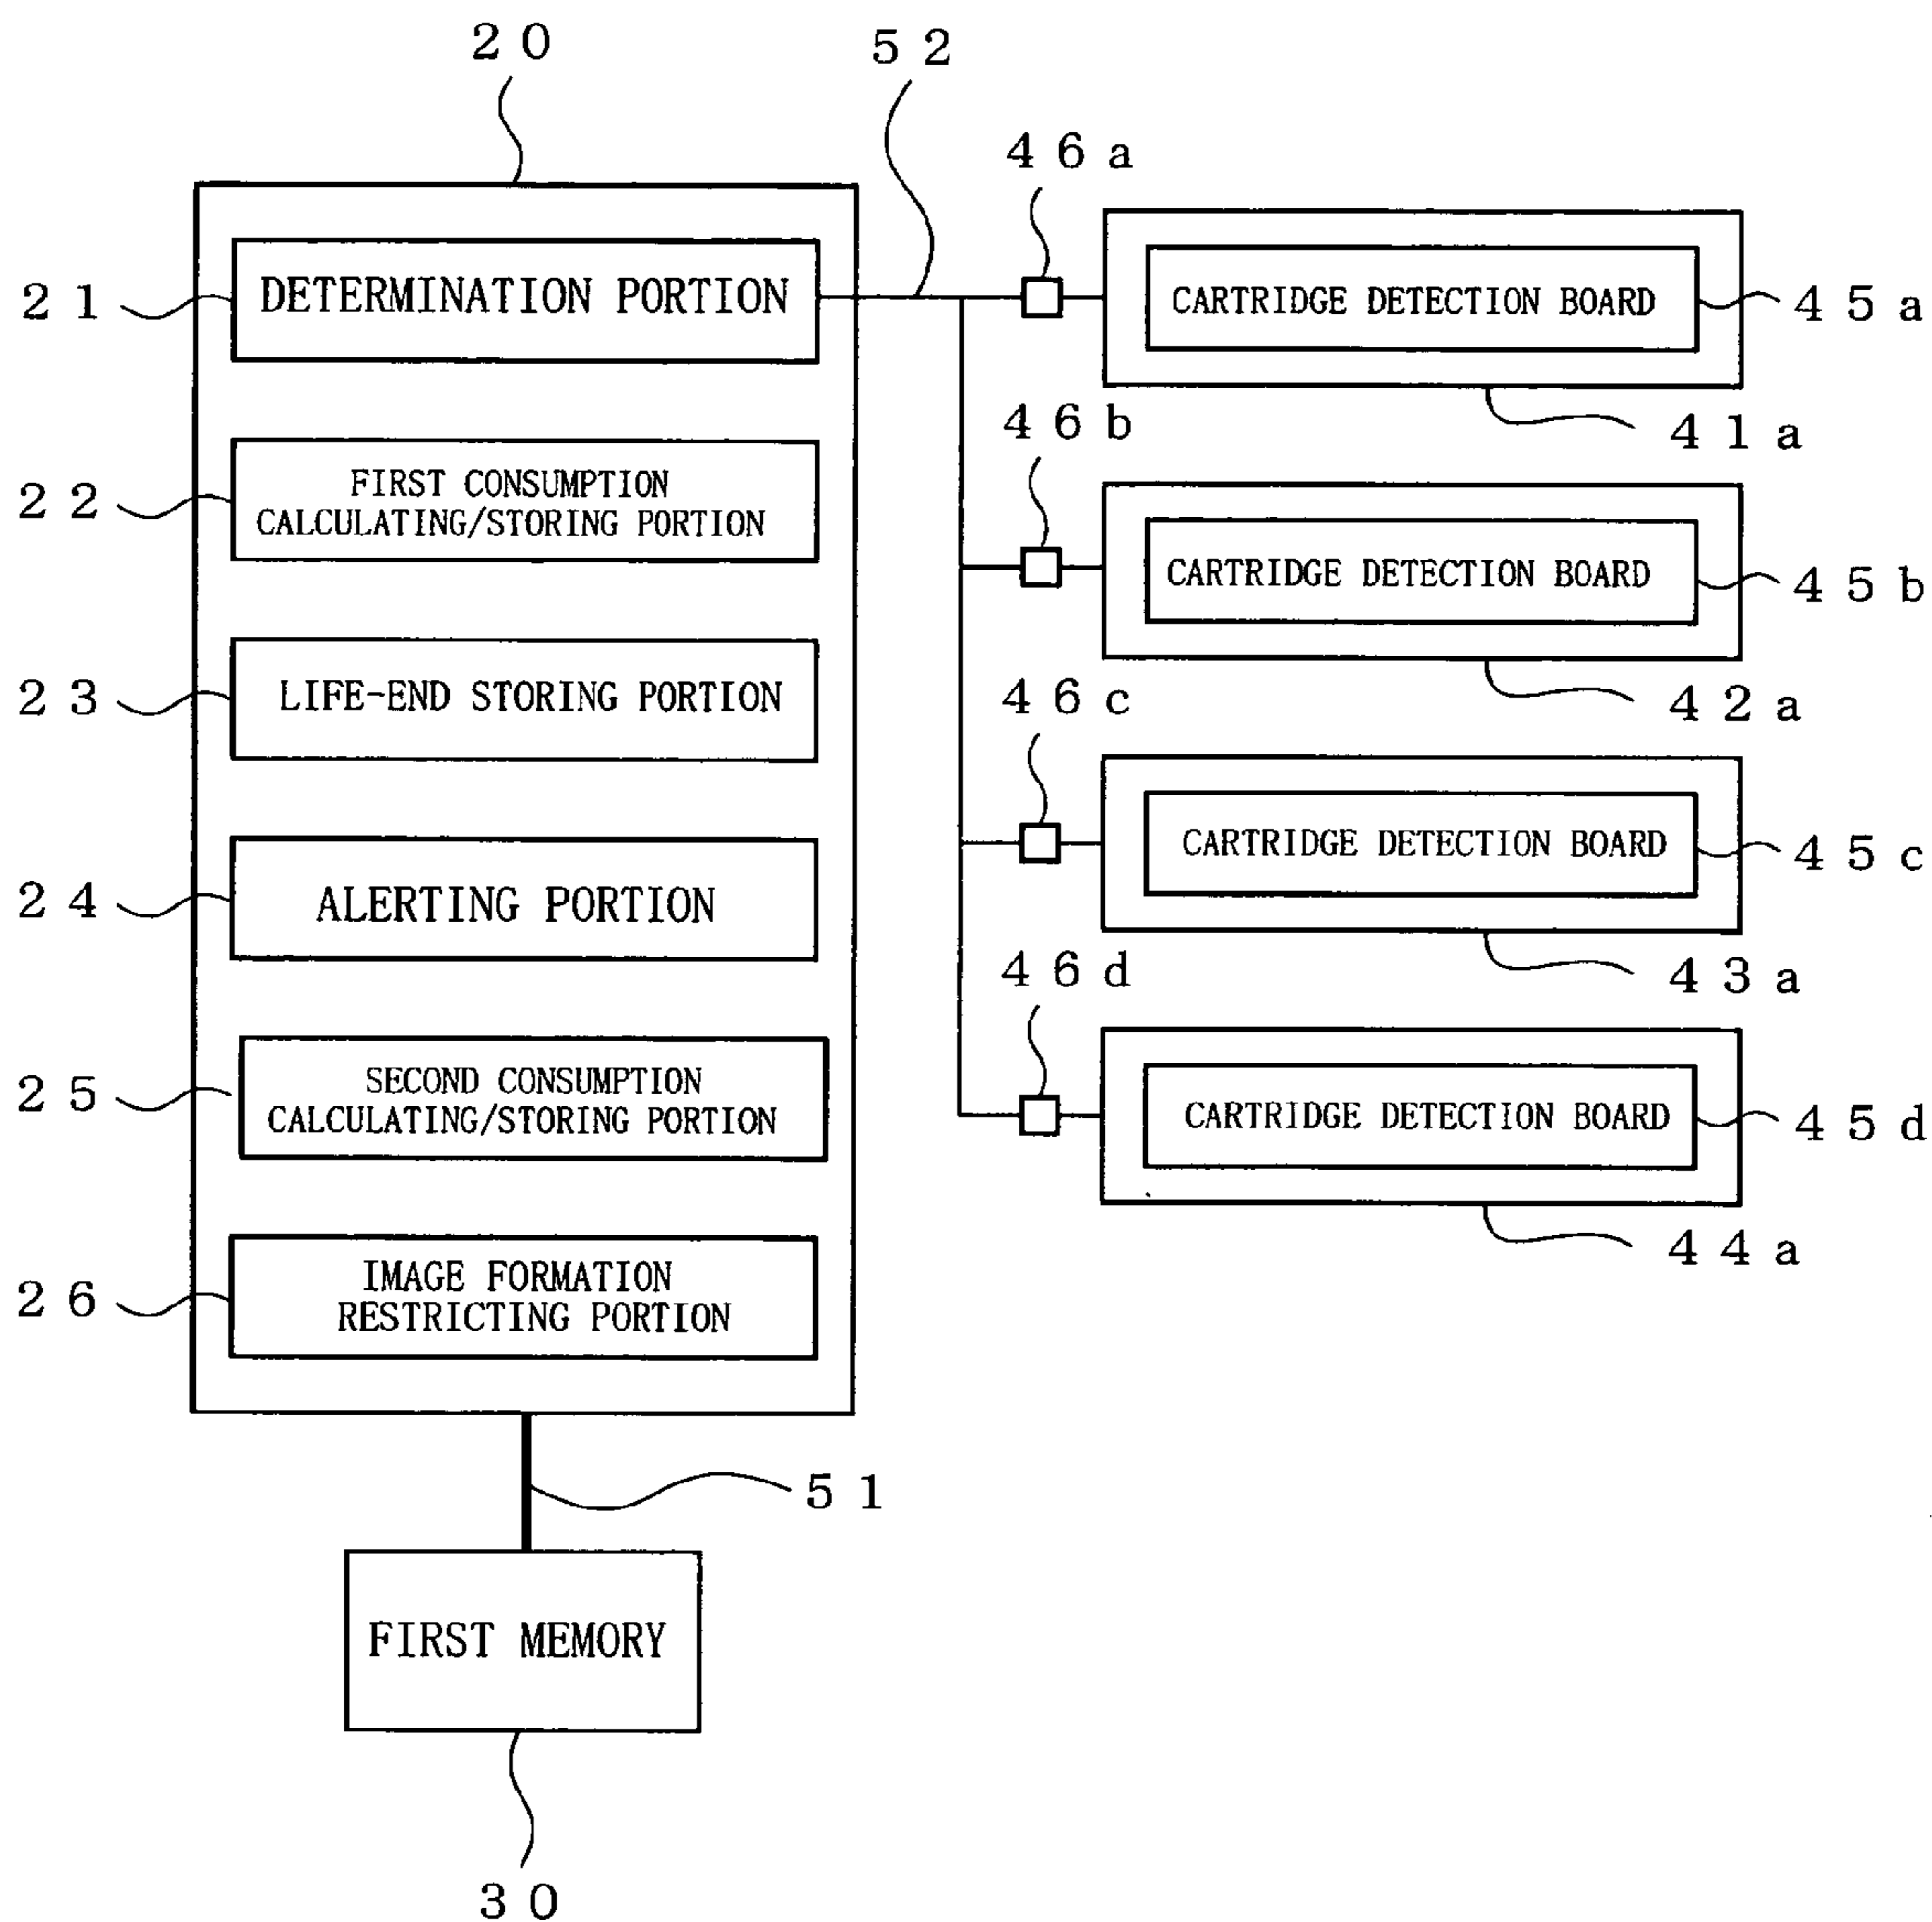 20
52
46a
21
DETERMINATION PORTION
CARTRIDGE DETECTION BOARD
45a
41a
46b
22
FIRST CONSUMPTION
CALCULATING/STORING PORTION
CARTRIDGE DETECTION BOARD
45b
42a
46c
23
LIFE-END STORING PORTION
CARTRIDGE DETECTION BOARD
45c
43a
46d
24
ALERTING PORTION
25
SECOND CONSUMPTION
CALCULATING/STORING PORTION
CARTRIDGE DETECTION BOARD
45d
44a
26
IMAGE FORMATION
RESTRICTING PORTION
51
FIRST MEMORY
30